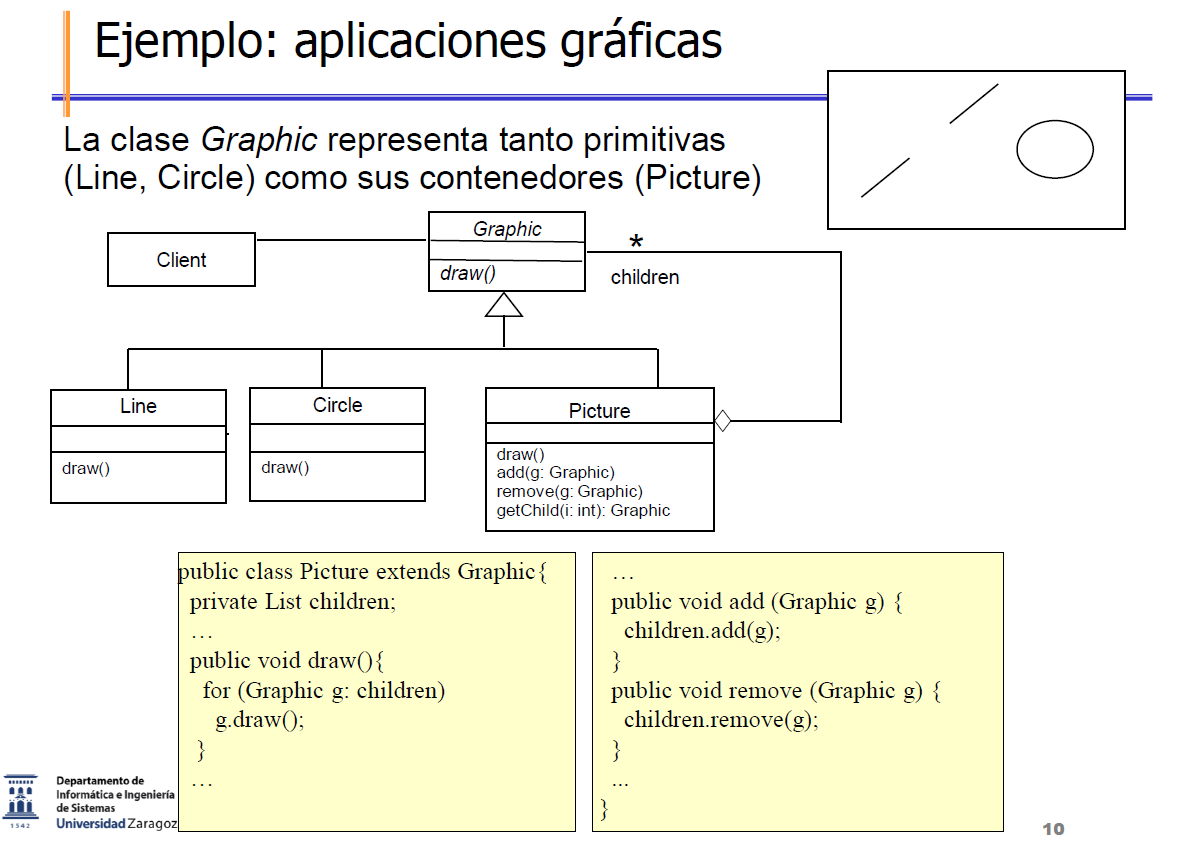 Ejemplo: aplicaciones gráficas
La clase Graphic representa tanto primitivas
(Line, Circle) como sus contenedores (Picture)
Client
Graphic
draw()
*
children
Line
draw()
Circle
draw()
Picture
draw()
add(g: Graphic)
remove(g: Graphic)
getChild(i: int): Graphic
public class Picture extends Graphic{
private List children;
…
public void draw(){
for (Graphic g: children)
g.draw();
}
…
…
public void add (Graphic g) {
children.add(g);
}
public void remove (Graphic g) {
children.remove(g);
}
...
}
1542
Departamento de
Informática e Ingeniería
de Sistemas
Universidad Zaragoz
10